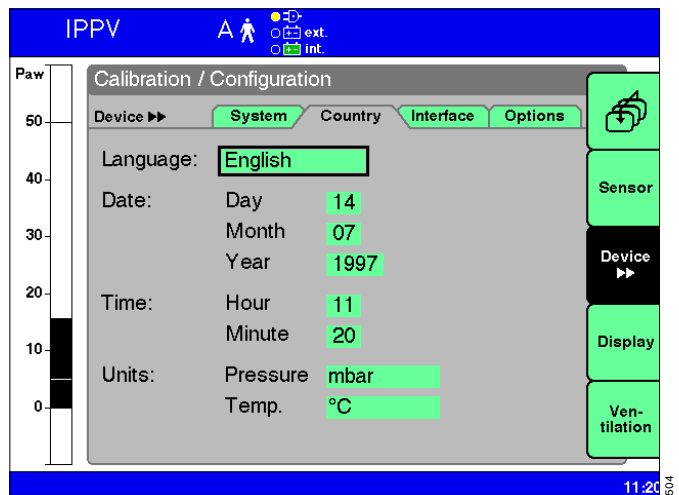 IPPV A ext.
int.
Paw
50
40
30
20
10
0
Calibration / Configuration
Device ▶▶ System Country Interface Options
Language: English
Date: Day 14
Month 07
Year 1997
Time: Hour 11
Minute 20
Units: Pressure mbar
Temp. °C
Sensor
Device
▶▶
Display
Ven-
tilation
11:20
504